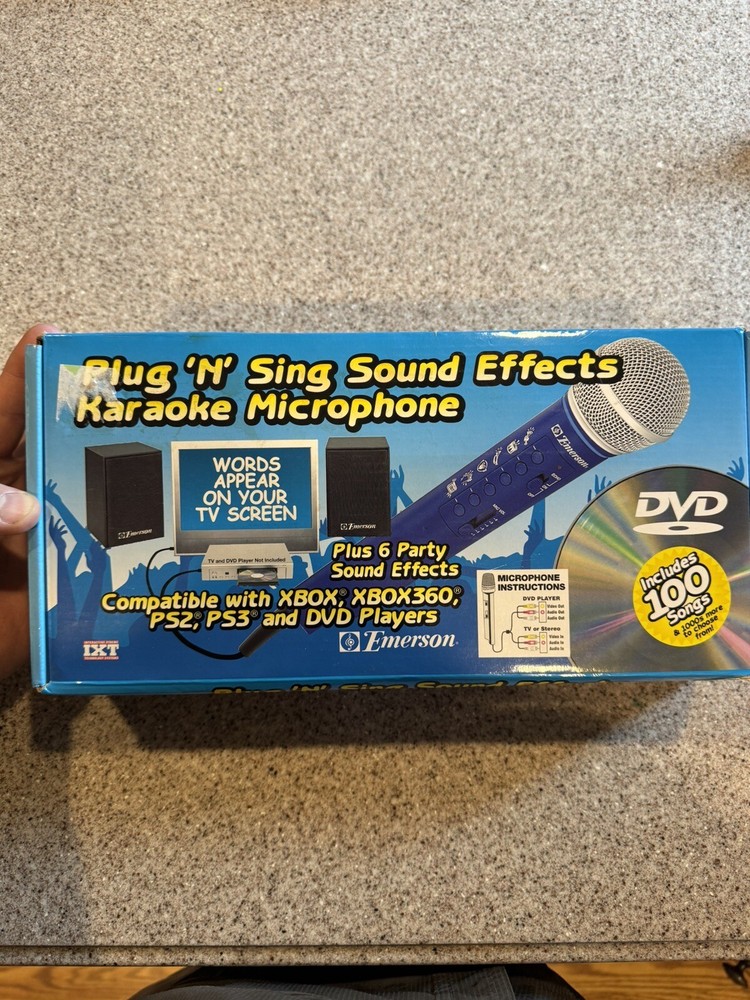 Plug 'N' Sing Sound Effects
Karaoke Microphone
WORDS
APPEAR
ON YOUR
TV SCREEN
EMERSON
EMERSON
TV and DVD Player Not Included
Plus 6 Party
Sound Effects
Compatible with XBOX®, XBOX360®,
PS2®, PS3® and DVD Players
IXT
Emerson®
Emerson
MICROPHONE
INSTRUCTIONS
DVD PLAYER
Video Out
Audio Out
Audio Out
TV or Stereo
Video In
Audio In
Audio In
DVD
Includes
100
Songs
& 1000s more
to choose
from!
Plug 'N' Sing Sound